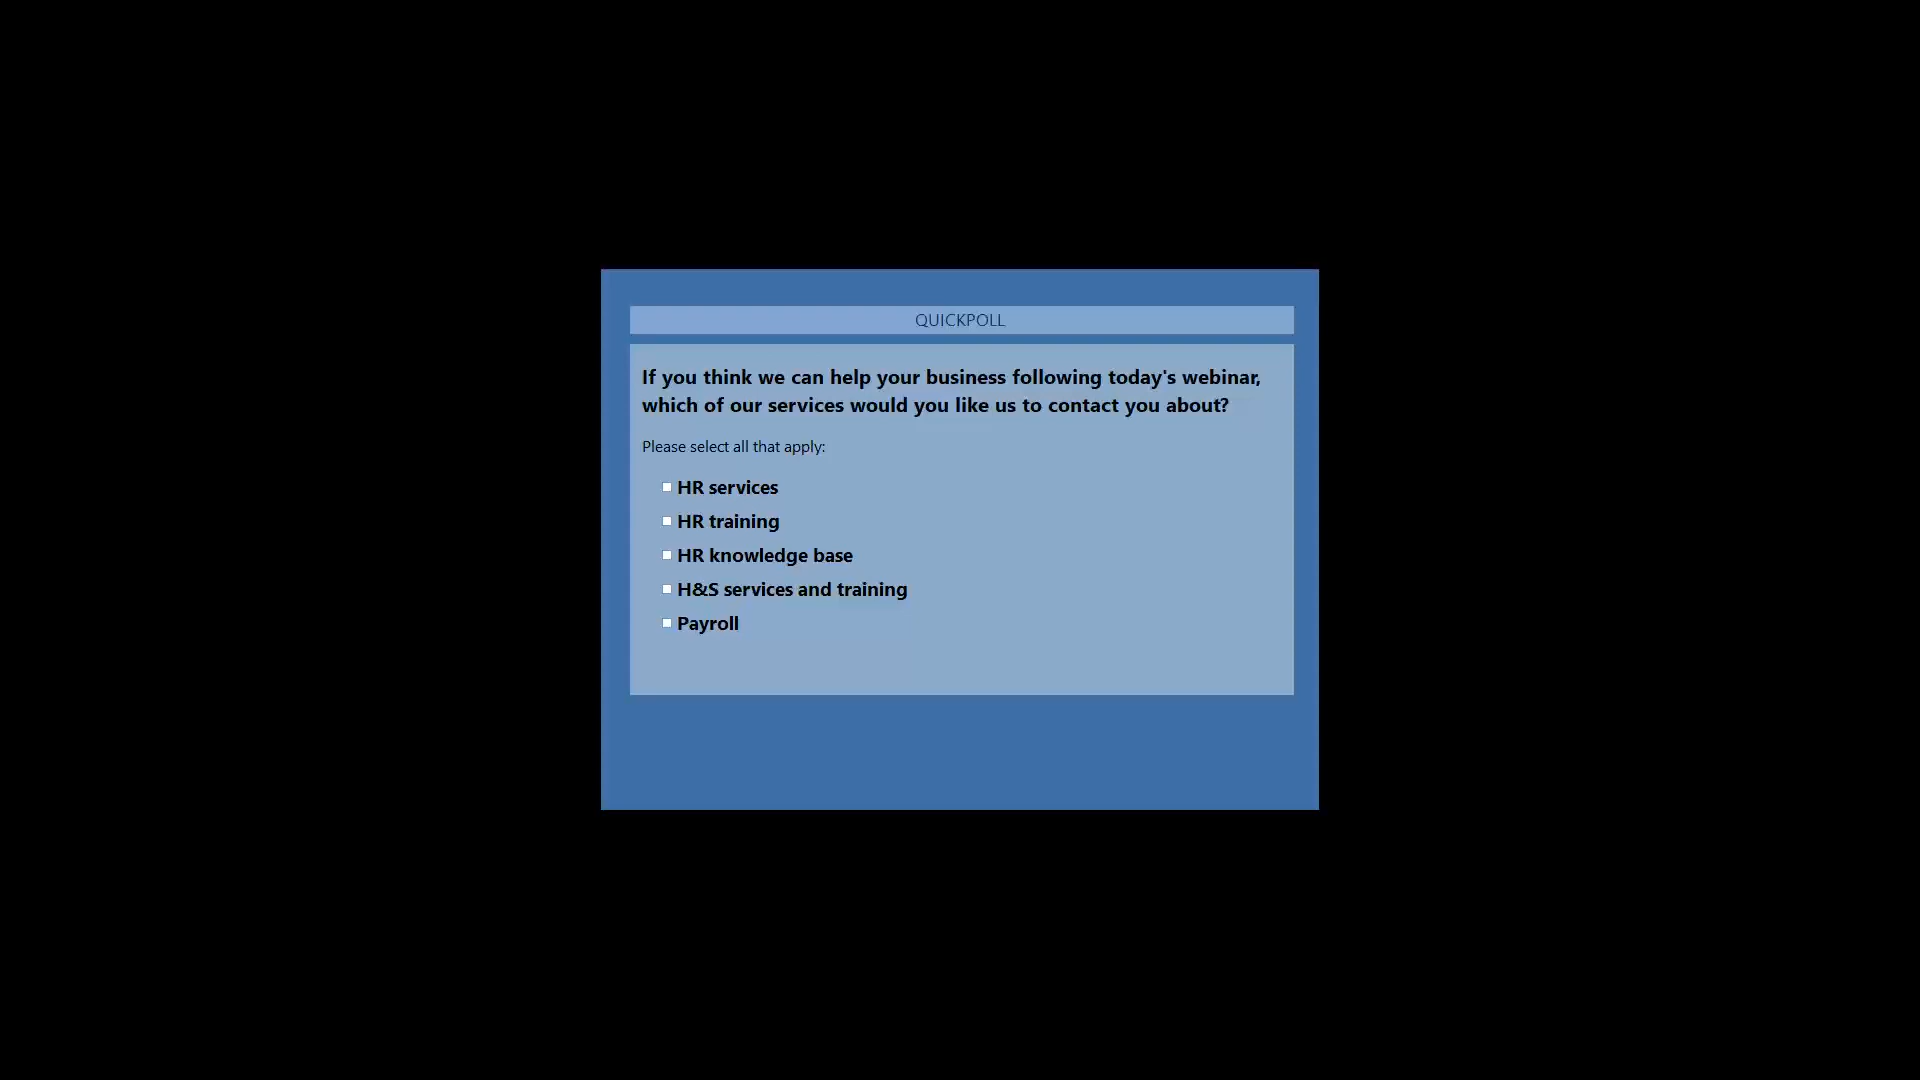 QUICKPOLL
If you think we can help your business following today's webinar,
which of our services would you like us to contact you about?
Please select all that apply:
HR services
HR training
HR knowledge base
H&S services and training
Payroll